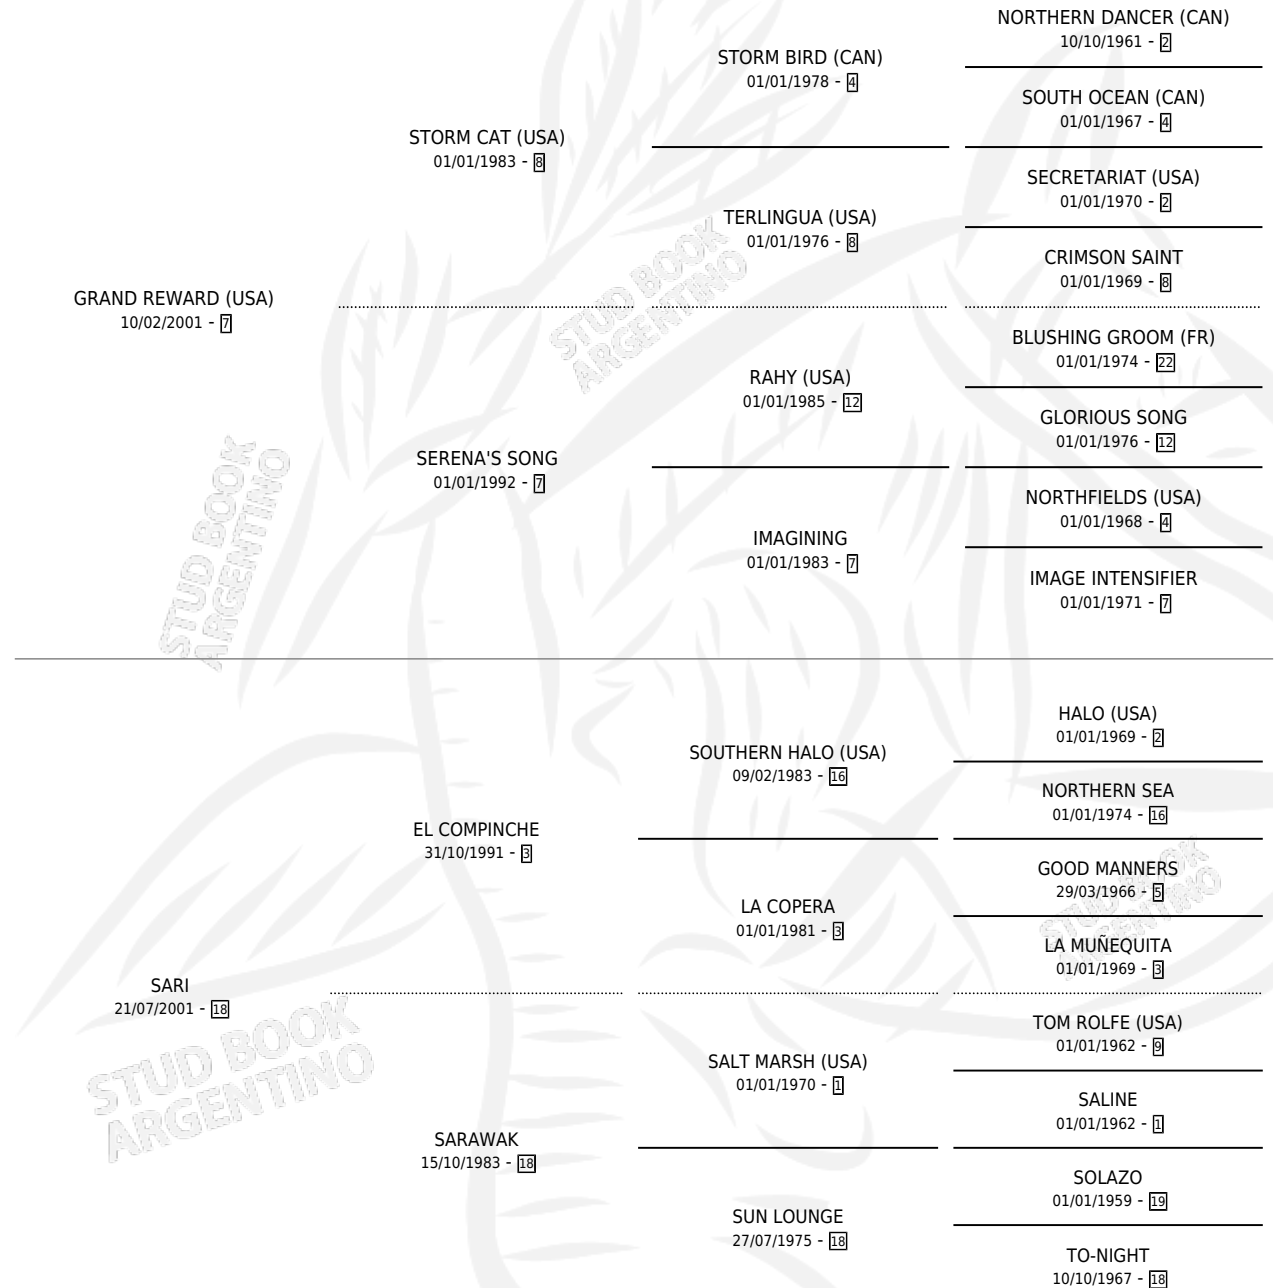 NORTHERN DANCER (CAN)
10/10/1961 - 2
STORM BIRD (CAN)
01/01/1978 - 4
SOUTH OCEAN (CAN)
01/01/1967 - 4
STORM CAT (USA)
01/01/1983 - 8
SECRETARIAT (USA)
01/01/1970 - 2
TERLINGUA (USA)
01/01/1976 - 8
CRIMSON SAINT
01/01/1969 - 8
GRAND REWARD (USA)
10/02/2001 - 7
BLUSHING GROOM (FR)
01/01/1974 - 22
RAHY (USA)
01/01/1985 - 12
GLORIOUS SONG
01/01/1976 - 12
SERENA'S SONG
01/01/1992 - 7
NORTHFIELDS (USA)
01/01/1968 - 4
IMAGINING
01/01/1983 - 7
IMAGE INTENSIFIER
01/01/1971 - 7
STUD BOOK
ARGENTINO
STUD BOOK
ARGENTINO
HALO (USA)
01/01/1969 - 2
SOUTHERN HALO (USA)
09/02/1983 - 16
NORTHERN SEA
01/01/1974 - 16
EL COMPINCHE
31/10/1991 - 3
GOOD MANNERS
29/03/1966 - 5
LA COPERA
01/01/1981 - 3
LA MUÑEQUITA
01/01/1969 - 3
STUD BOOK
ARGENTINO
SARI
21/07/2001 - 18
TOM ROLFE (USA)
01/01/1962 - 9
SALT MARSH (USA)
01/01/1970 - 1
SALINE
01/01/1962 - 1
SARAWAK
15/10/1983 - 18
SOLAZO
01/01/1959 - 19
SUN LOUNGE
27/07/1975 - 18
TO-NIGHT
10/10/1967 - 18
STUD BOOK
ARGENTINO